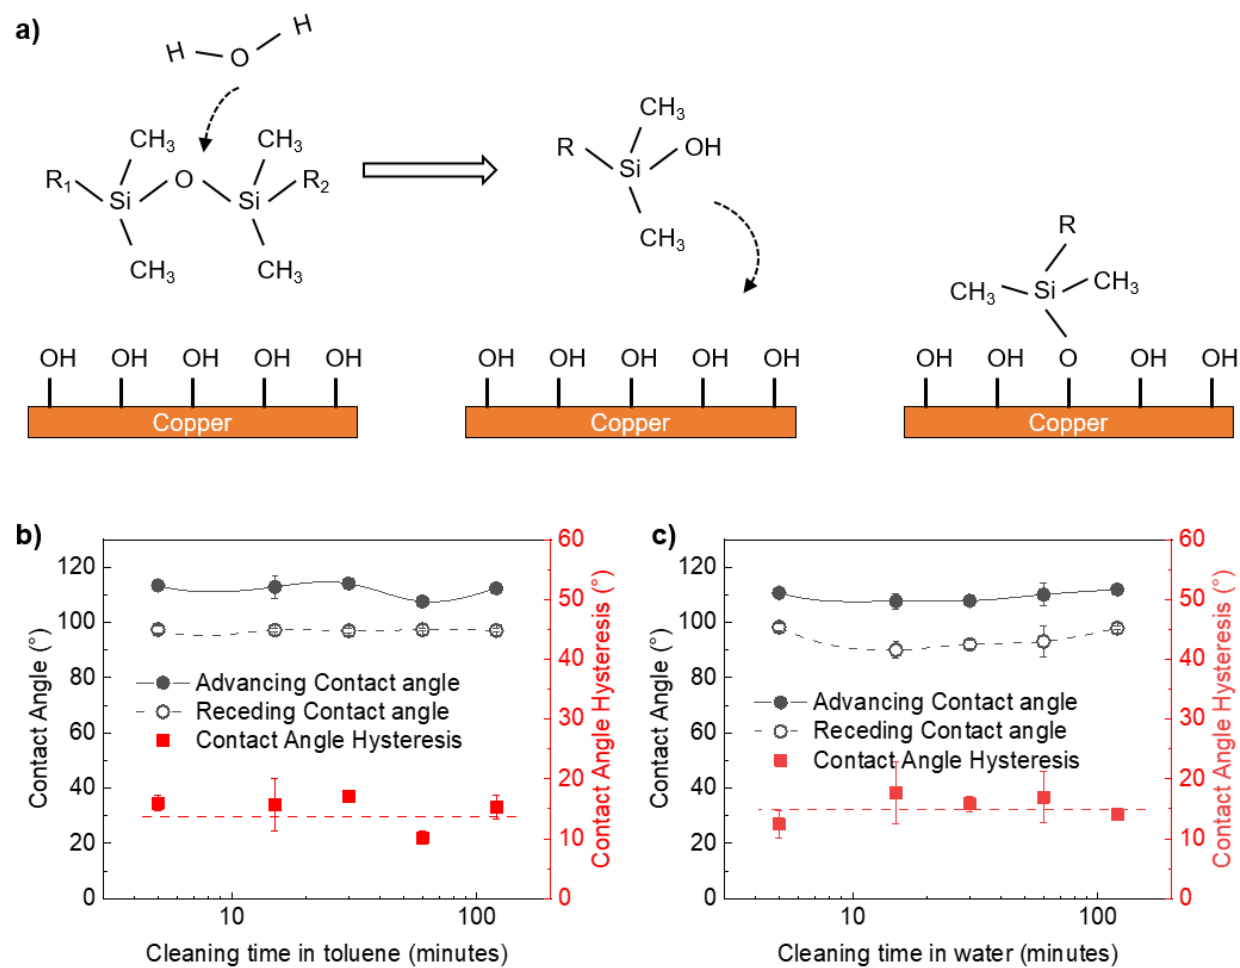 a)
H
O
H
CH₃ CH₃
R₁ Si O Si R₂
CH₃ CH₃
CH₃
R Si OH
CH₃
R
CH₃ Si CH₃
OH OH OH OH OH
OH OH OH OH OH
OH OH O OH OH
Copper
Copper
Copper
b)
120
100
80
60
40
20
0
Contact Angle (°)
60
50
40
30
20
10
0
Contact Angle Hysteresis (°)
Advancing Contact angle
Receding Contact angle
Contact Angle Hysteresis
10 100
Cleaning time in toluene (minutes)
c)
120
100
80
60
40
20
0
Contact Angle (°)
60
50
40
30
20
10
0
Contact Angle Hysteresis (°)
Advancing Contact angle
Receding Contact angle
Contact Angle Hysteresis
10 100
Cleaning time in water (minutes)